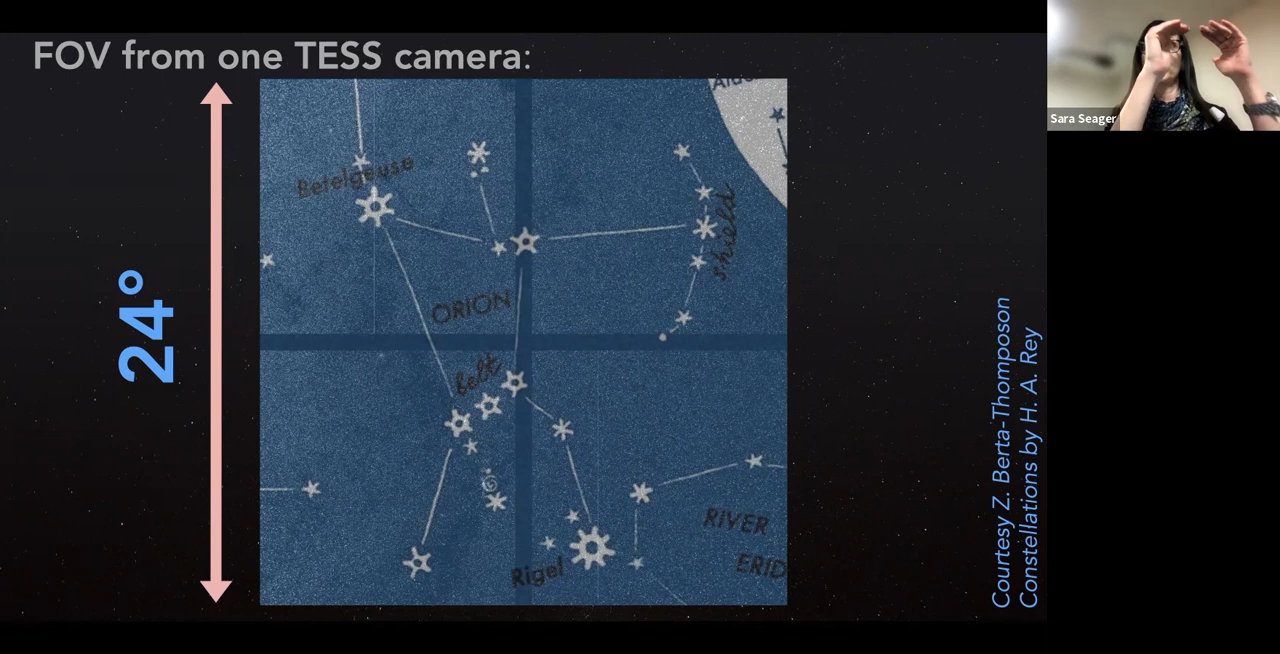 FOV from one TESS camera:
Sara Seager
24°
Betelgeuse
shield
ORION
belt
Rigel
RIVER
ERID
Courtesy Z. Berta-Thomposon
Constellations by H. A. Rey